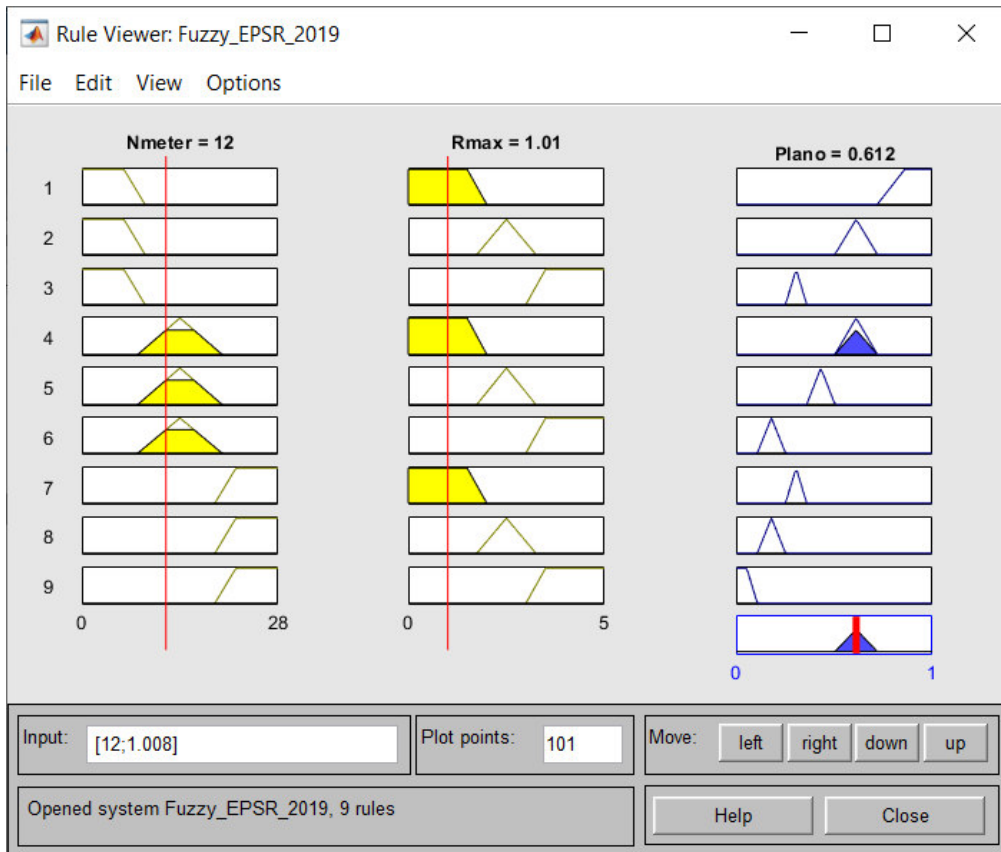 Rule Viewer: Fuzzy_EPSR_2019
File Edit View Options
Nmeter = 12 Rmax = 1.01 Plano = 0.612
1
2
3
4
5
6
7
8
9
0 28 0 5
0 1
Input: [12;1.008] Plot points: 101 Move: left right down up
Opened system Fuzzy_EPSR_2019, 9 rules Help Close